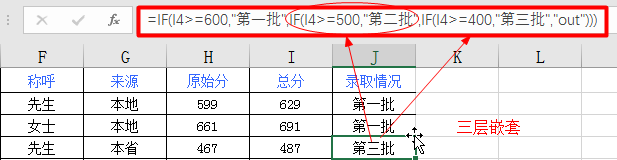 =IF(I4>=600,"第一批",IF(I4>=500,"第二批",IF(I4>=400,"第三批","out")))
F G H I J K L
称呼 来源 原始分 总分 录取情况
先生 本地 599 629 第一批
女士 本地 661 691 第一批
三层嵌套
先生 本省 467 487 第三批